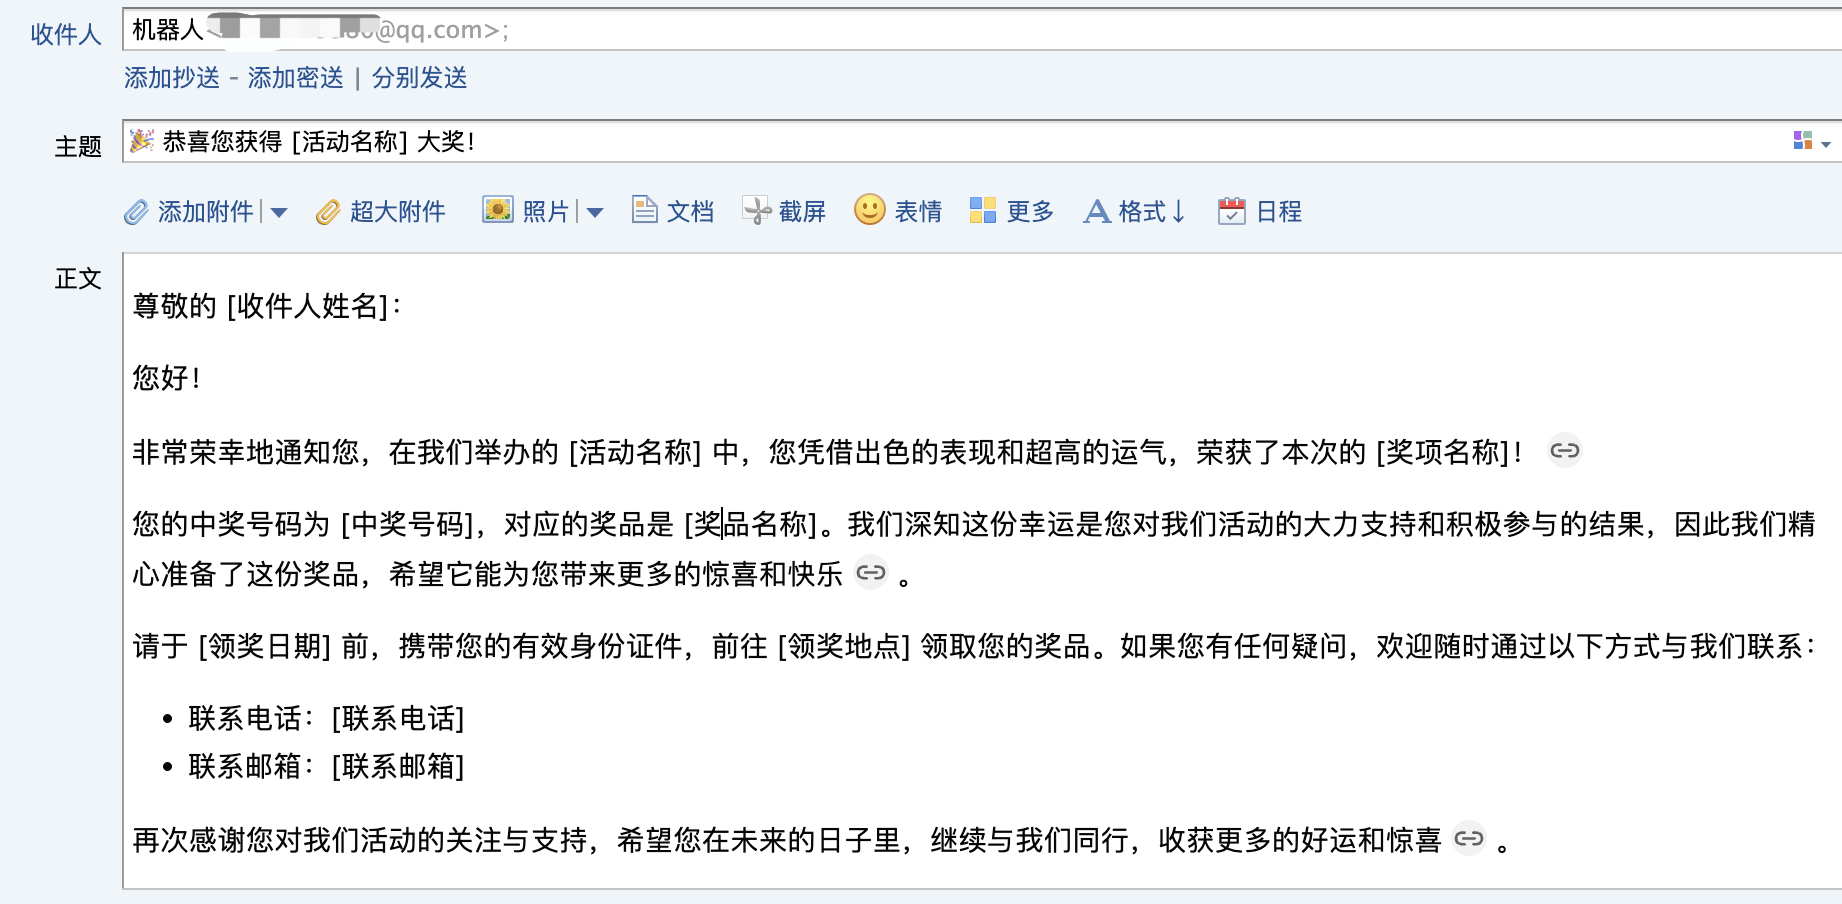 收件人 机器人 @qq.com>;
添加抄送 - 添加密送 | 分别发送
主题 🎉 恭喜您获得 [活动名称] 大奖！
添加附件 | 超大附件 照片 | 文档 截屏 表情 更多 格式↓ 日程
正文
尊敬的 [收件人姓名]：
您好！
非常荣幸地通知您，在我们举办的 [活动名称] 中，您凭借出色的表现和超高的运气，荣获了本次的 [奖项名称]！
您的中奖号码为 [中奖号码]，对应的奖品是 [奖品名称]。我们深知这份幸运是您对我们活动的大力支持和积极参与的结果，因此我们精
心准备了这份奖品，希望它能为您带来更多的惊喜和快乐 。
请于 [领奖日期] 前，携带您的有效身份证件，前往 [领奖地点] 领取您的奖品。如果您有任何疑问，欢迎随时通过以下方式与我们联系：
• 联系电话：[联系电话]
• 联系邮箱：[联系邮箱]
再次感谢您对我们活动的关注与支持，希望您在未来的日子里，继续与我们同行，收获更多的好运和惊喜 。